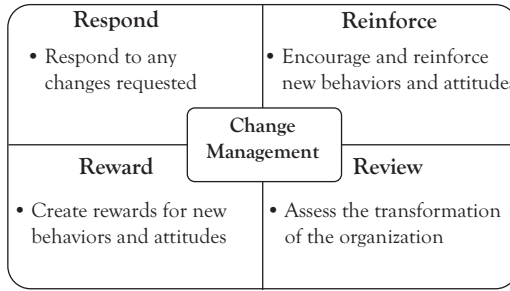 Respond
• Respond to any
changes requested
Reinforce
• Encourage and reinforce
new behaviors and attitudes
Change
Management
Reward
• Create rewards for new
behaviors and attitudes
Review
• Assess the transformation
of the organization